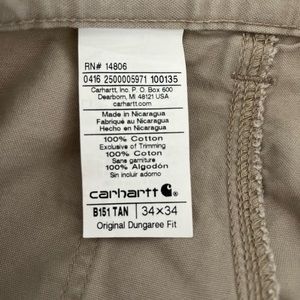 RN# 14806
0416 2500005971 100135
Carhartt, Inc. P. O. Box 600
Dearborn, MI 48121 USA
carhartt.com
Made in Nicaragua
Fabriqué au Nicaragua
Hecho en Nicaragua
100% Cotton
Exclusive of Trimming
100% Coton
Sans Garniture
100% Algodón
Sin incluir adornos
carhartt
B151 TAN 34×34
Original Dungaree Fit